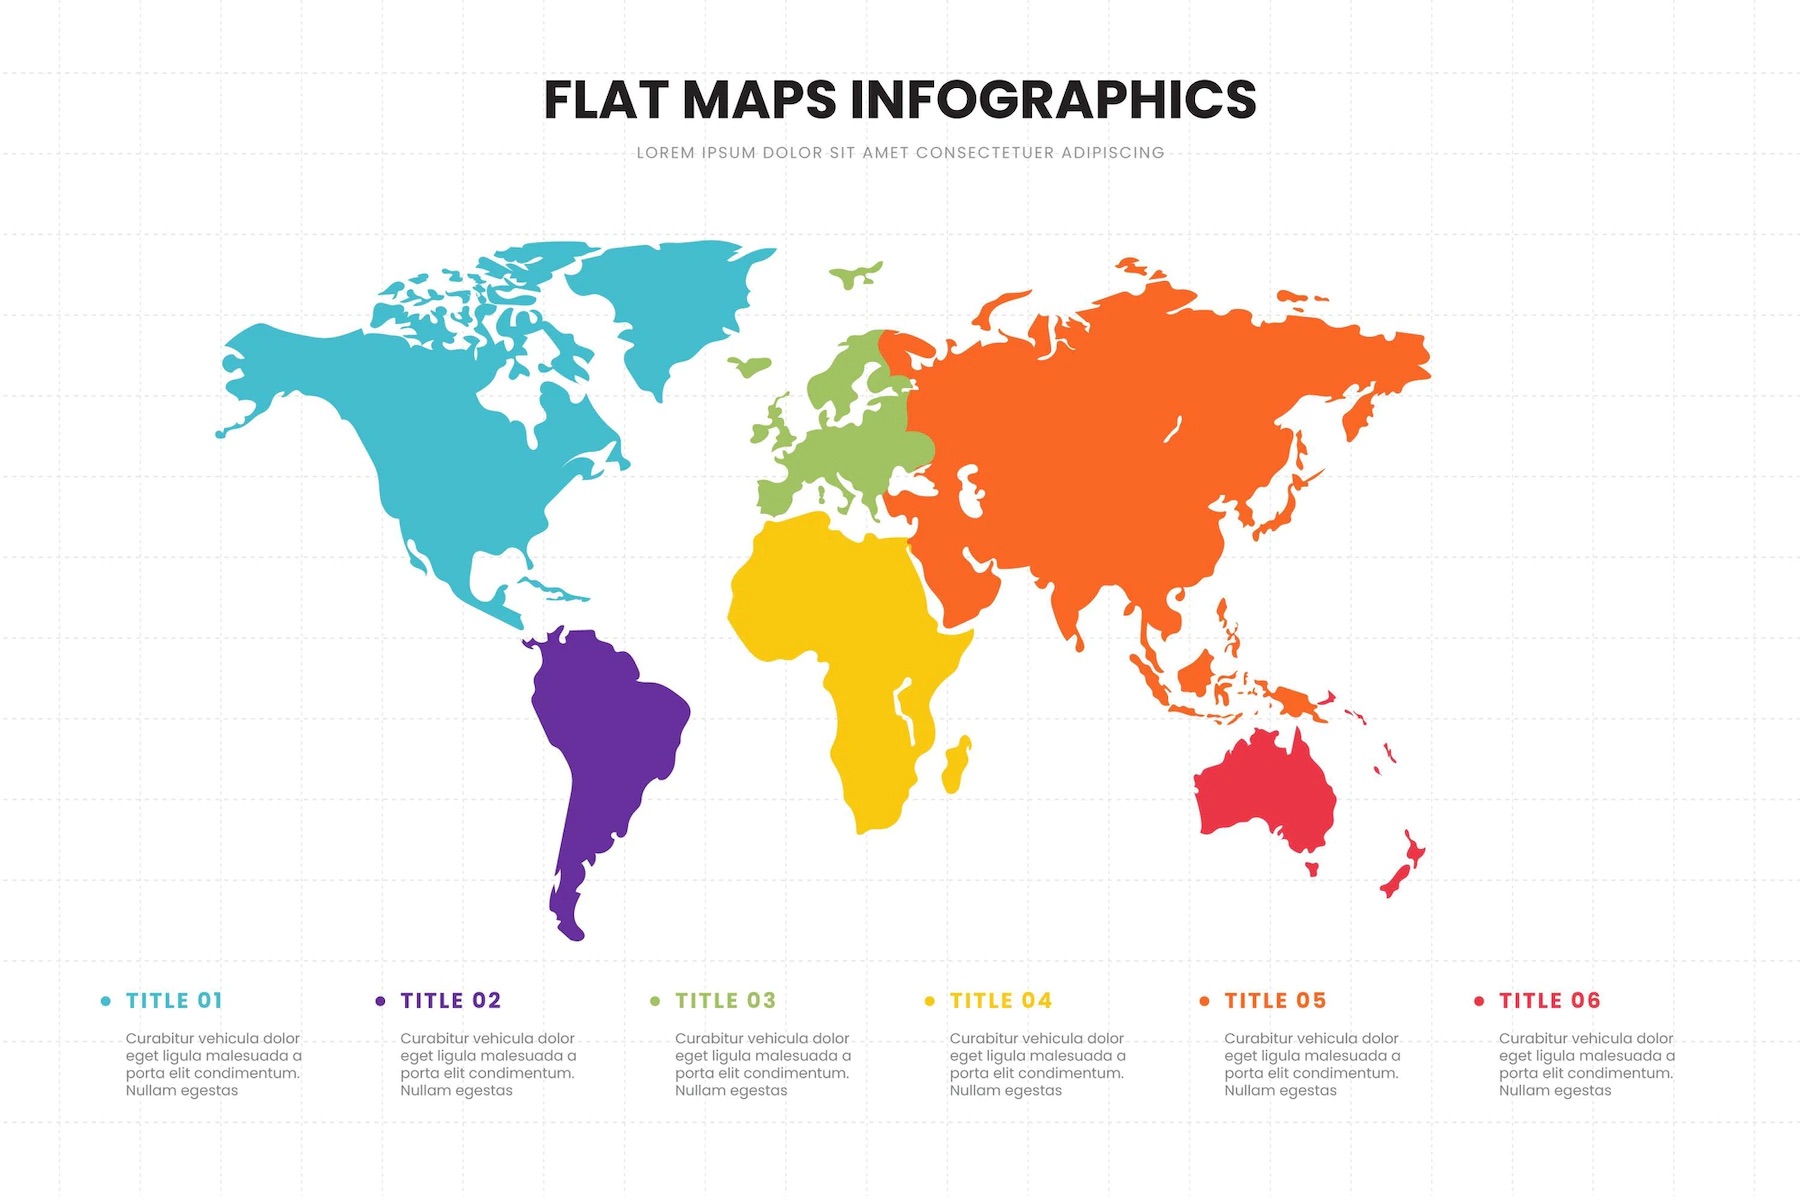 FLAT MAPS INFOGRAPHICS
LOREM IPSUM DOLOR SIT AMET CONSECTETUER ADIPISCING
TITLE 01
Curabitur vehicula dolor
eget ligula malesuada a
porta elit condimentum.
Nullam egestas
TITLE 02
Curabitur vehicula dolor
eget ligula malesuada a
porta elit condimentum.
Nullam egestas
TITLE 03
Curabitur vehicula dolor
eget ligula malesuada a
porta elit condimentum.
Nullam egestas
TITLE 04
Curabitur vehicula dolor
eget ligula malesuada a
porta elit condimentum.
Nullam egestas
TITLE 05
Curabitur vehicula dolor
eget ligula malesuada a
porta elit condimentum.
Nullam egestas
TITLE 06
Curabitur vehicula dolor
eget ligula malesuada a
porta elit condimentum.
Nullam egestas